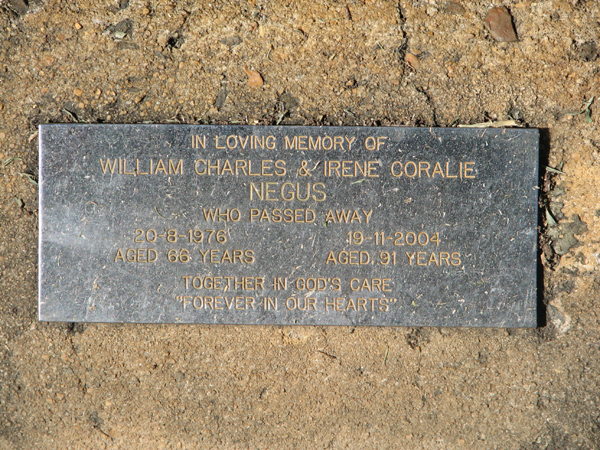 IN LOVING MEMORY OF
WILLIAM CHARLES & IRENE CORALIE
NEGUS
WHO PASSED AWAY
20-8-1976 19-11-2004
AGED 66 YEARS AGED 91 YEARS
TOGETHER IN GOD'S CARE
"FOREVER IN OUR HEARTS"